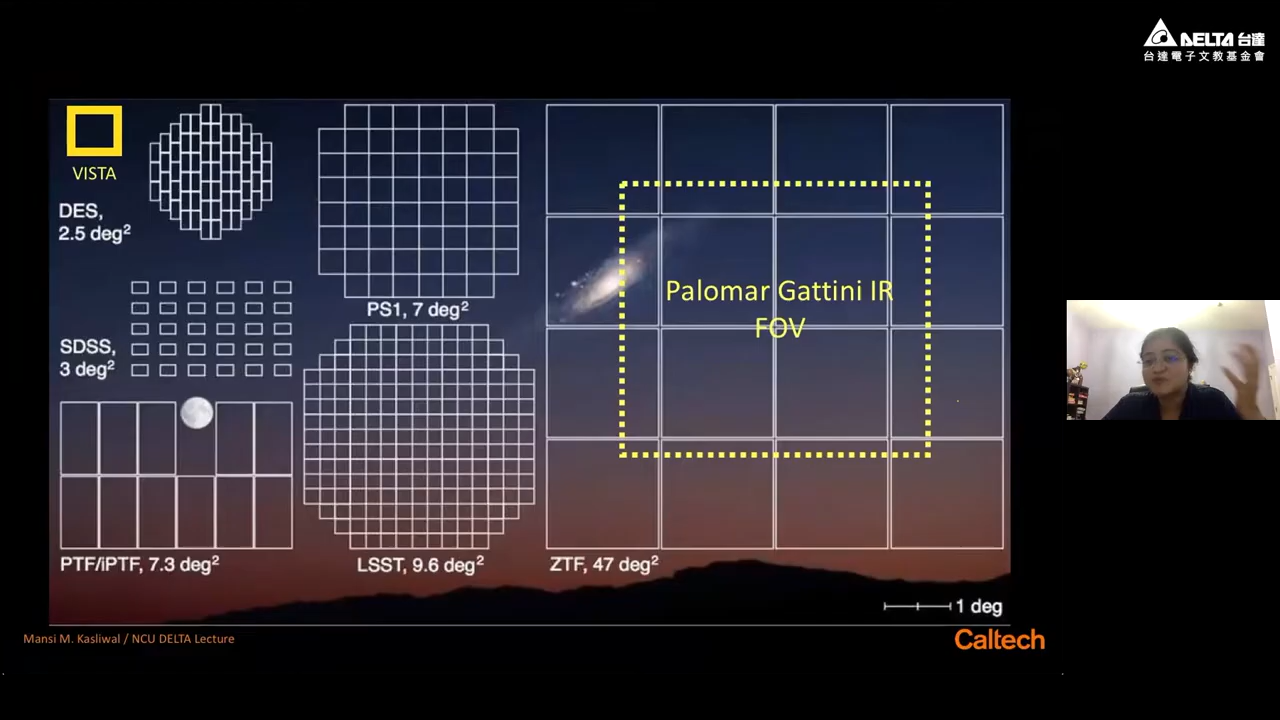 DELTA 台達
台達電子文教基金會
VISTA
DES,
2.5 deg²
PS1, 7 deg²
SDSS,
3 deg²
Palomar Gattini IR
FOV
PTF/iPTF, 7.3 deg²
LSST, 9.6 deg²
ZTF, 47 deg²
1 deg
Mansi M. Kasliwal / NCU DELTA Lecture
Caltech